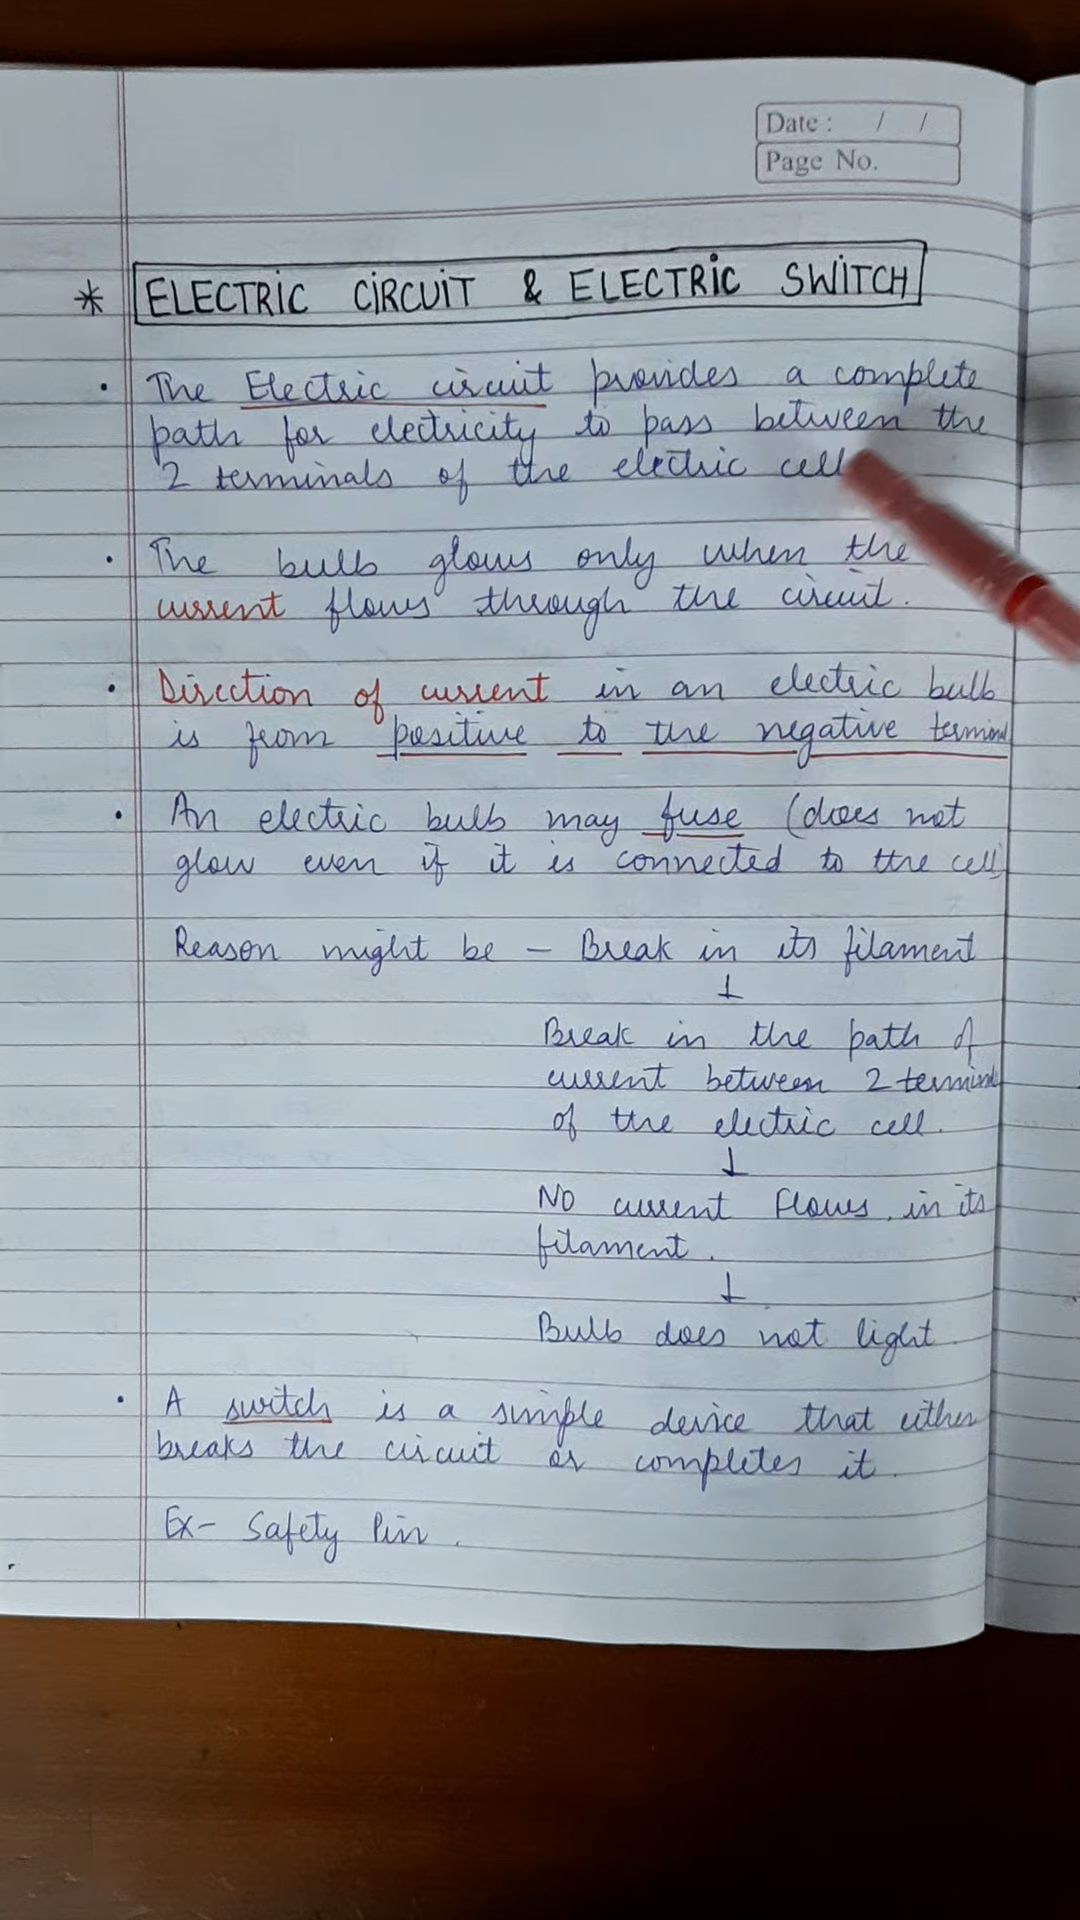 Date : / /
Page No.
* ELECTRIC CIRCUIT & ELECTRIC SWITCH
• The Electric circuit provides a complete
path for electricity to pass between the
2 terminals of the electric cell
• The bulb glows only when the
current flows through the circuit.
• Direction of current in an electric bulb
is from positive to the negative terminal
• An electric bulb may fuse (does not
glow even if it is connected to the cell)
Reason might be - Break in its filament
↓
Break in the path of
current between 2 terminals
of the electric cell.
↓
NO current flows in its
filament.
↓
Bulb does not light
• A switch is a simple device that either
breaks the circuit or completes it.
Ex- Safety Pin.